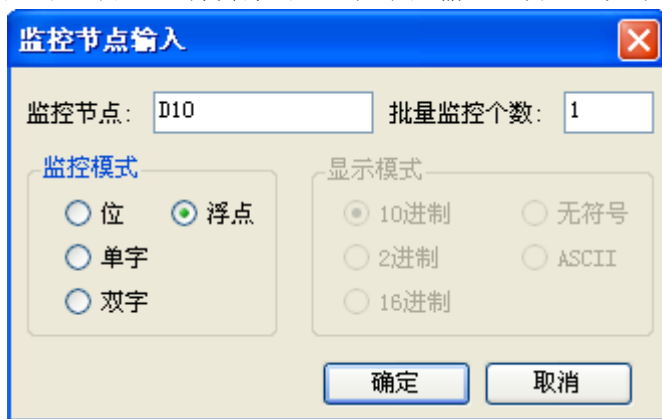 监控节点输入
监控节点: D10 批量监控个数: 1
监控模式 显示模式
位 浮点 10进制 无符号
单字 2进制 ASCII
双字 16进制
确定 取消